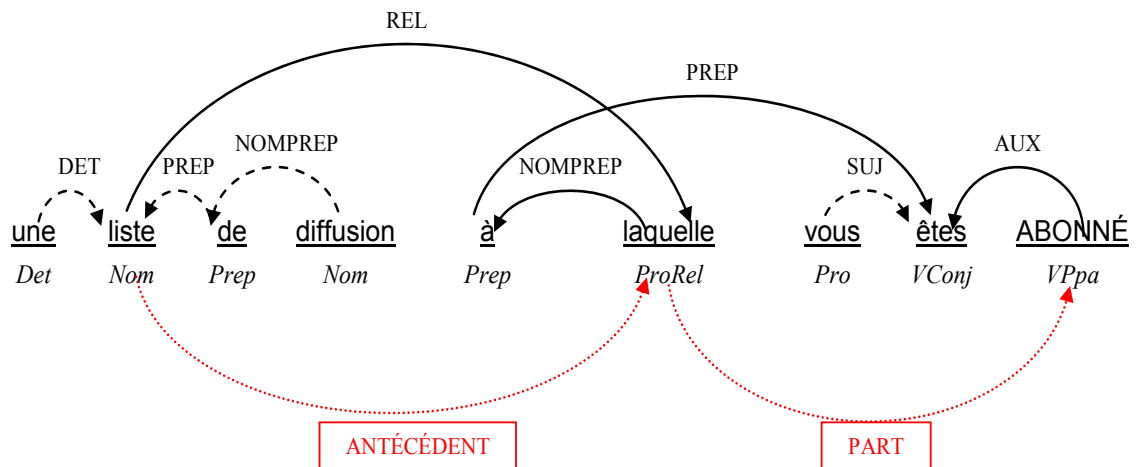 REL
PREP
DET PREP NOMPREP NOMPREP SUJ AUX
une liste de diffusion à laquelle vous êtes ABONNÉ
Det Nom Prep Nom Prep ProRel Pro VConj VPpa
ANTÉCÉDENT PART